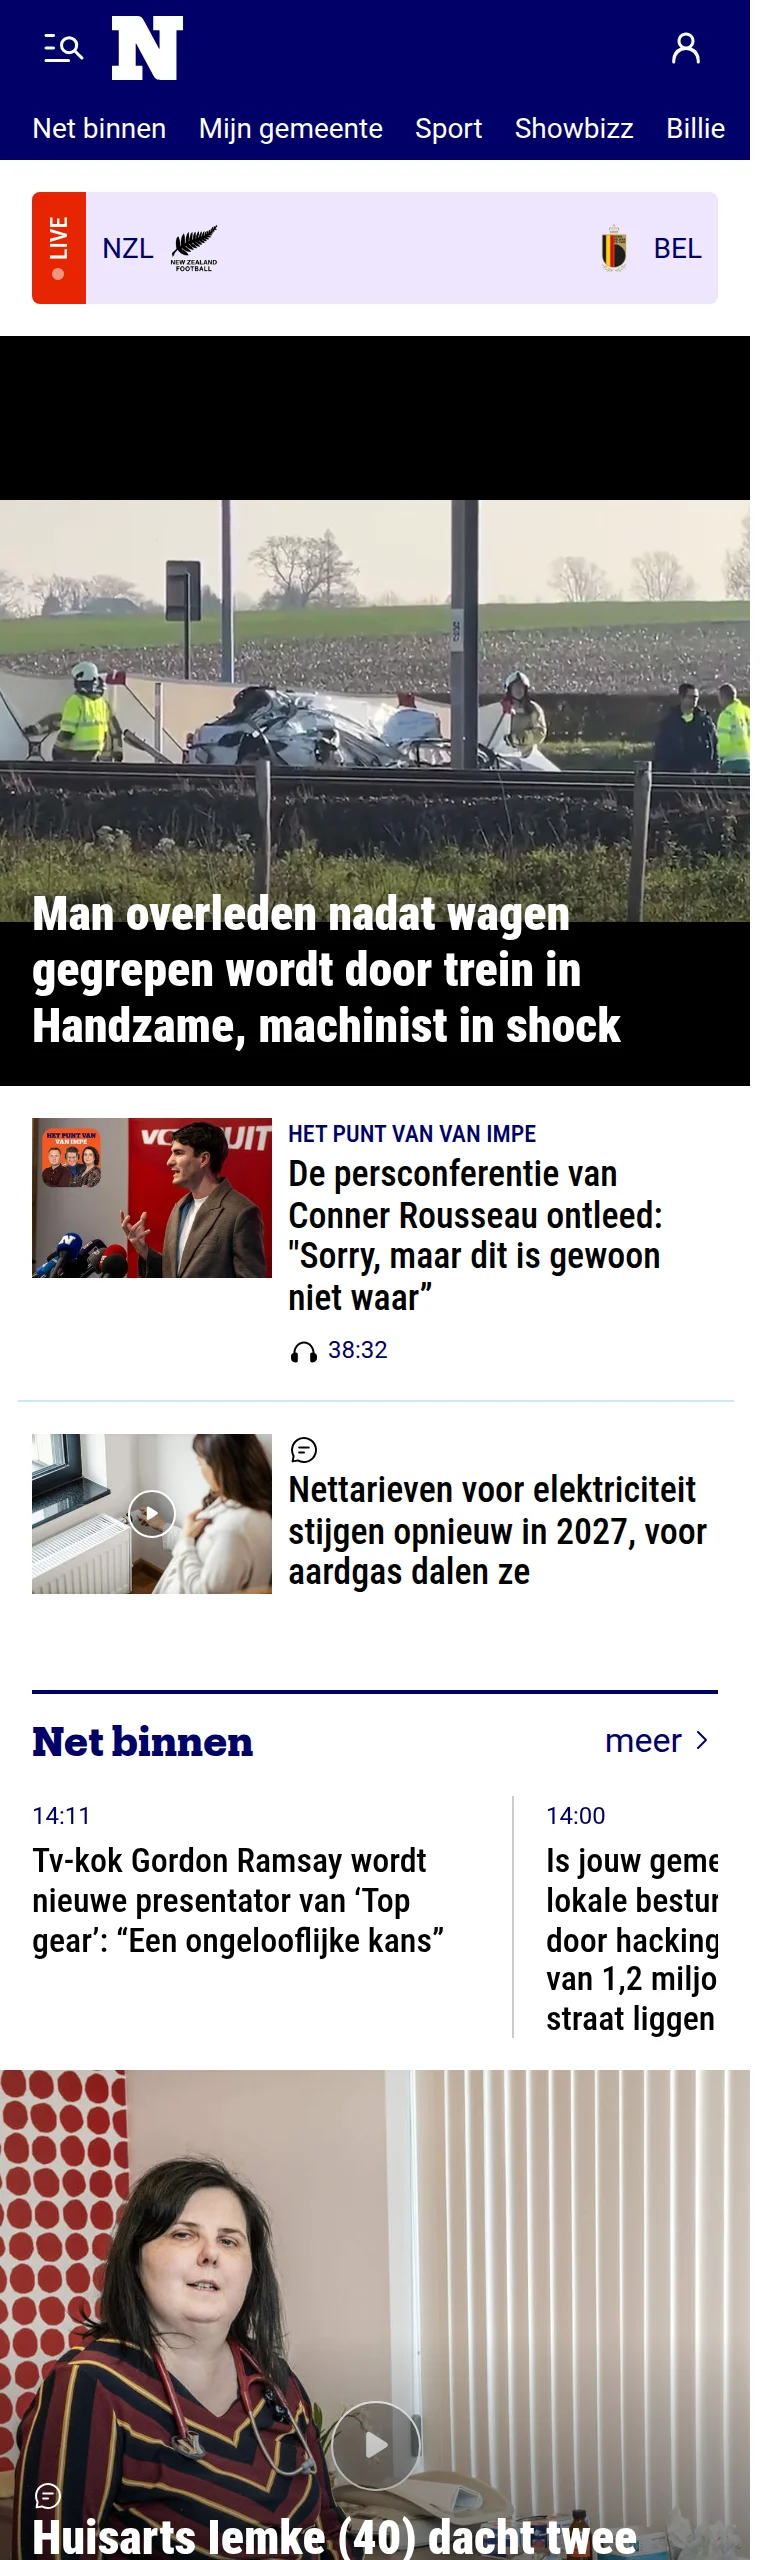 N
Net binnen Mijn gemeente Sport Showbizz Billie
LIVE
NZL
NEW ZEALAND
FOOTBALL
BEL
Man overleden nadat wagen
gegrepen wordt door trein in
Handzame, machinist in shock
HET PUNT VAN
VAN IMPE
HET PUNT VAN VAN IMPE
De persconferentie van
Conner Rousseau ontleed:
"Sorry, maar dit is gewoon
niet waar”
38:32
Nettarieven voor elektriciteit
stijgen opnieuw in 2027, voor
aardgas dalen ze
Net binnen
meer
14:11
Tv-kok Gordon Ramsay wordt
nieuwe presentator van ‘Top
gear’: “Een ongelooflijke kans”
14:00
Is jouw geme
lokale bestur
door hacking
van 1,2 miljo
straat liggen
Huisarts Iemke (40) dacht twee